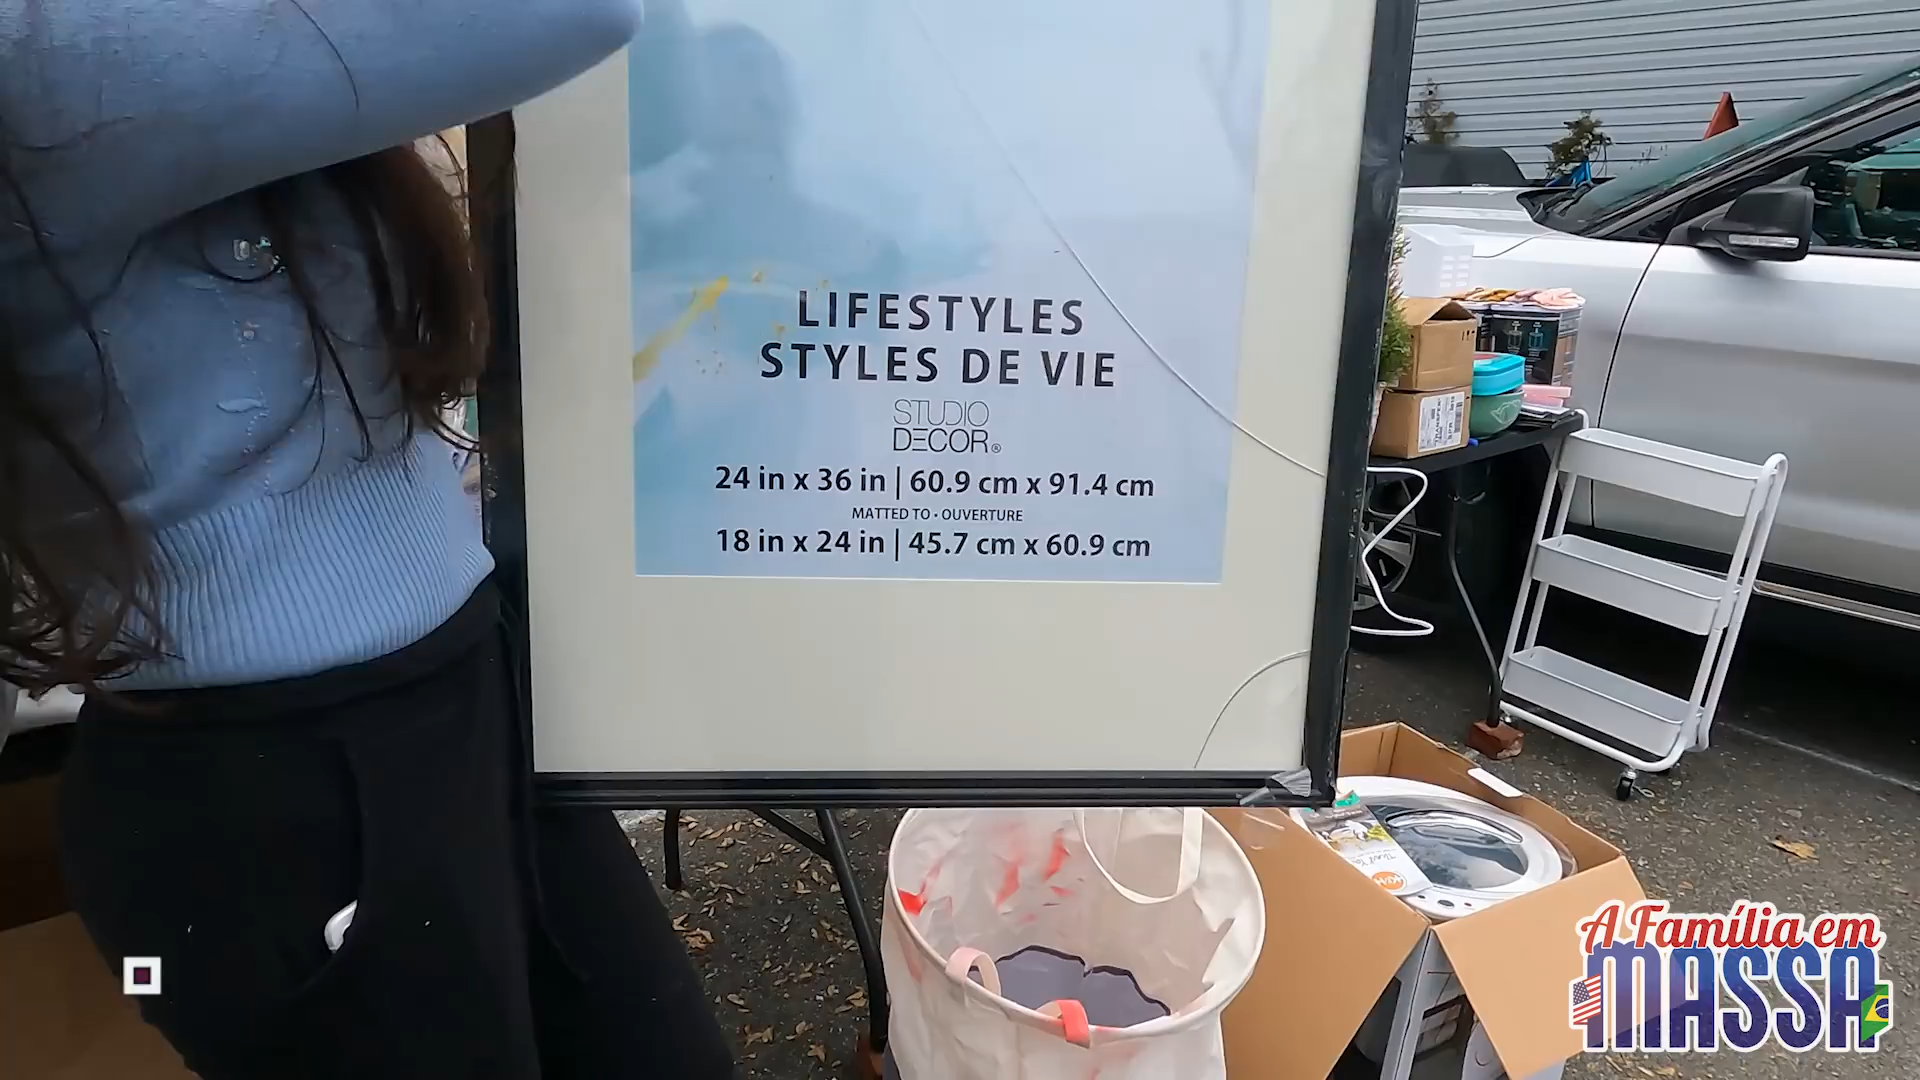 LIFESTYLES
STYLES DE VIE
STUDIO
DECOR®
24 in x 36 in | 60.9 cm x 91.4 cm
MATTED TO • OUVERTURE
18 in x 24 in | 45.7 cm x 60.9 cm
A Família em
MASSA